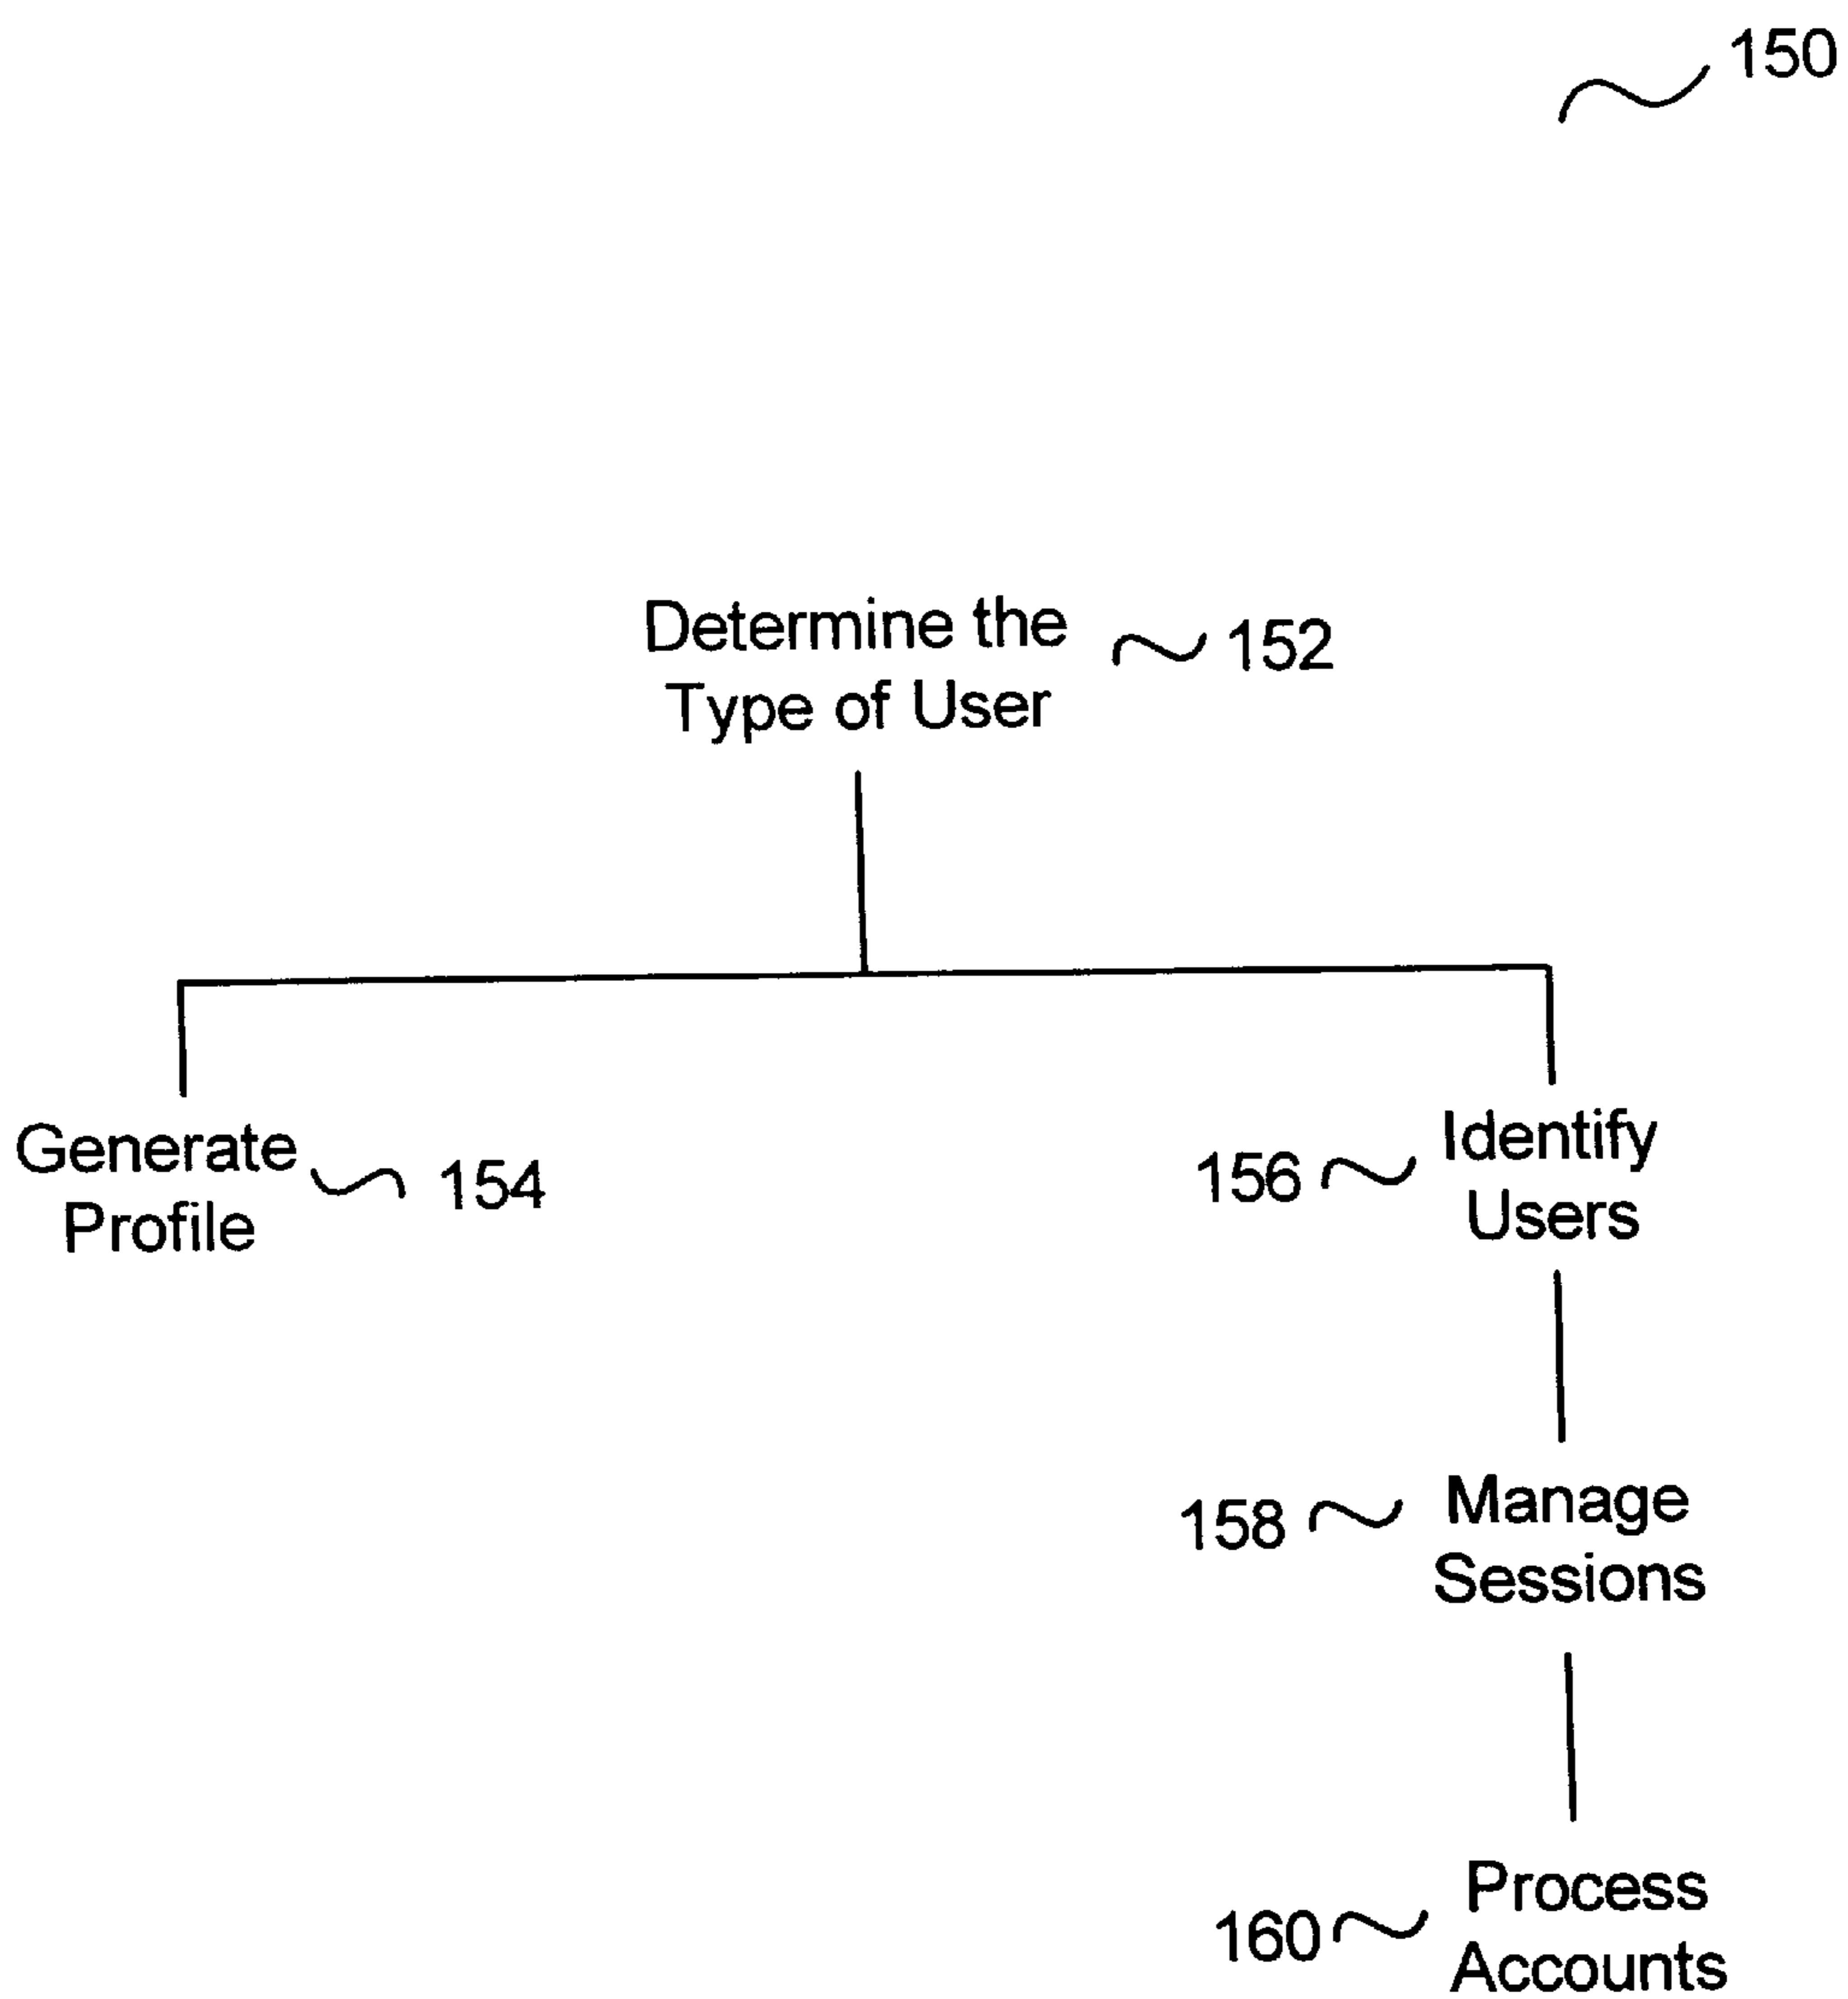 150
Determine the
Type of User
152
Generate
Profile
154
156
Identify
Users
158
Manage
Sessions
160
Process
Accounts